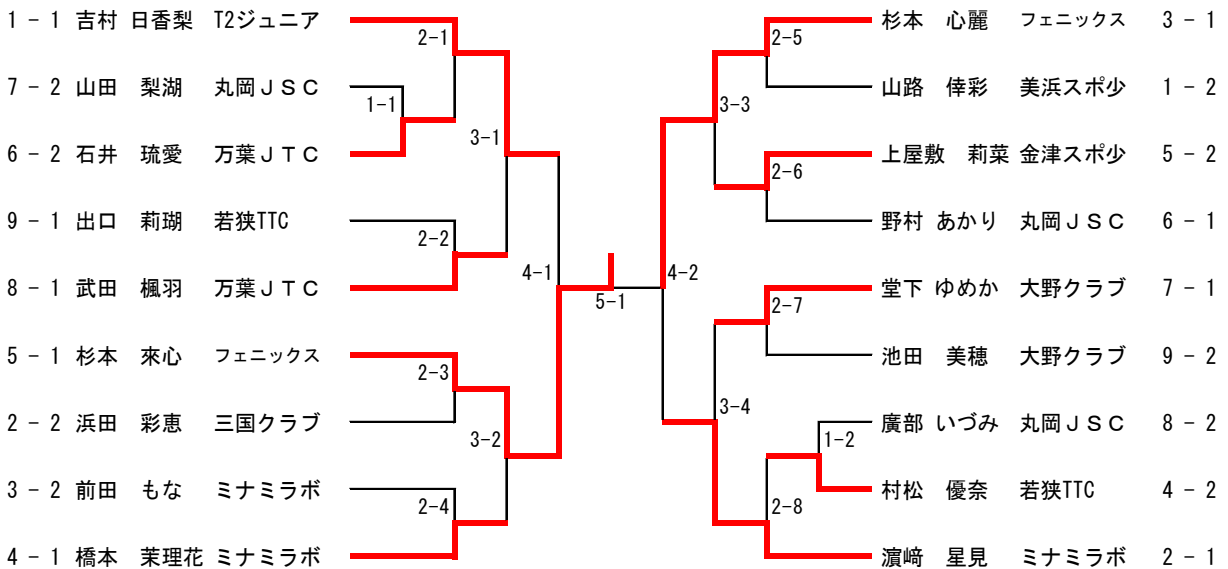 1 - 1 吉村 日香梨 T2ジュニア
2-1
杉本 心麗 フェニックス 3 - 1
2-5
7 - 2 山田 梨湖 丸岡JSC
1-1
山路 倖彩 美浜スポ少 1 - 2
3-3
3-1
6 - 2 石井 琉愛 万葉JTC
上屋敷 莉菜 金津スポ少 5 - 2
2-6
9 - 1 出口 莉瑚 若狭TTC
2-2
野村 あかり 丸岡JSC 6 - 1
4-1
4-2
8 - 1 武田 楓羽 万葉JTC
5-1
堂下 ゆめか 大野クラブ 7 - 1
2-7
5 - 1 杉本 來心 フェニックス
2-3
池田 美穂 大野クラブ 9 - 2
3-4
2 - 2 浜田 彩恵 三国クラブ
3-2
廣部 いづみ 丸岡JSC 8 - 2
1-2
3 - 2 前田 もな ミナミラボ
2-4
村松 優奈 若狭TTC 4 - 2
2-8
4 - 1 橋本 茉理花 ミナミラボ
濵﨑 星見 ミナミラボ 2 - 1